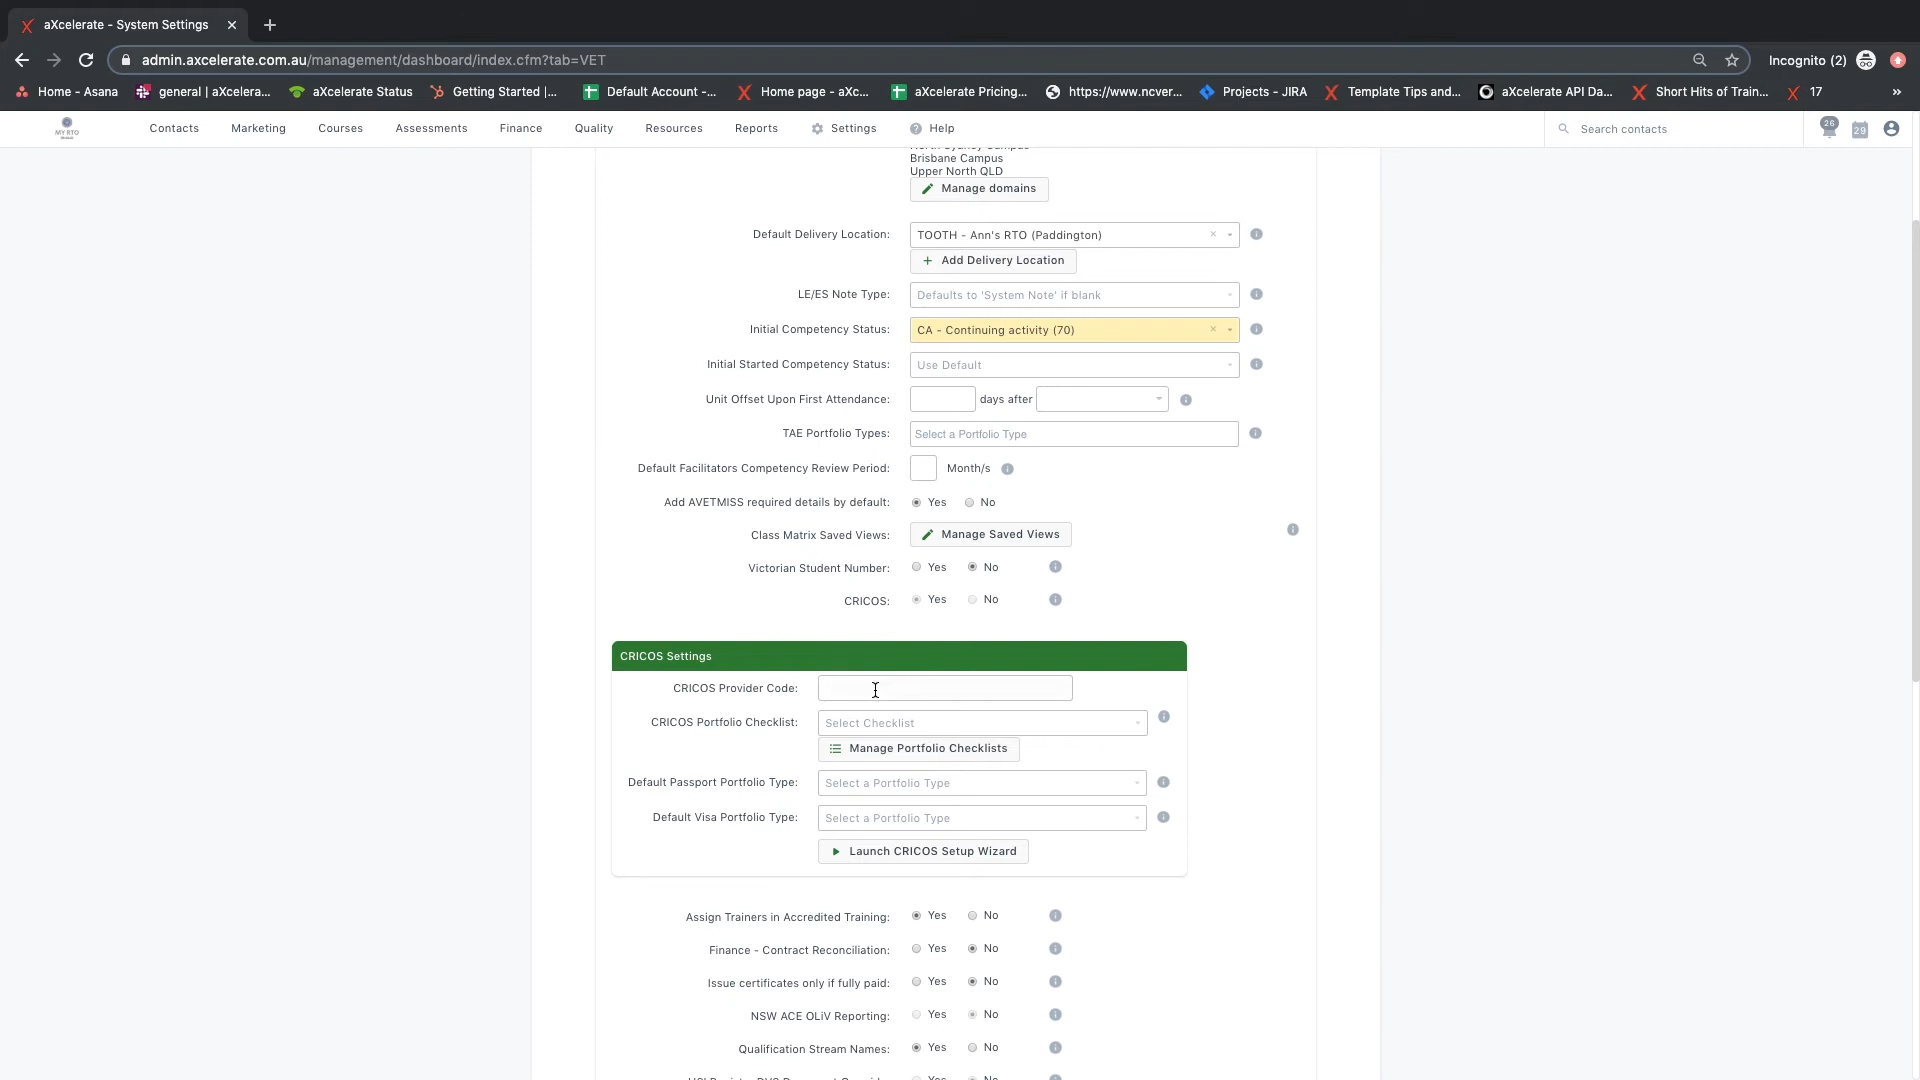 aXcelerate - System Settings
admin.axcelerate.com.au/management/dashboard/index.cfm?tab=VET
Incognito (2)
Home - Asana
general | aXcelera...
aXcelerate Status
Getting Started |...
Default Account -...
Home page - aXc...
aXcelerate Pricing...
https://www.ncver...
Projects - JIRA
Template Tips and...
aXcelerate API Da...
Short Hits of Train...
17
»
MY RTO
Contacts
Marketing
Courses
Assessments
Finance
Quality
Resources
Reports
Settings
Help
Search contacts
26
29
North Sydney Campus
Brisbane Campus
Upper North QLD
Manage domains
Default Delivery Location:
TOOTH - Ann's RTO (Paddington)
Add Delivery Location
LE/ES Note Type:
Defaults to 'System Note' if blank
Initial Competency Status:
CA - Continuing activity (70)
Initial Started Competency Status:
Use Default
Unit Offset Upon First Attendance:
days after
TAE Portfolio Types:
Select a Portfolio Type
Default Facilitators Competency Review Period:
Month/s
Add AVETMISS required details by default:
Yes No
Class Matrix Saved Views:
Manage Saved Views
Victorian Student Number:
Yes No
CRICOS:
Yes No
CRICOS Settings
CRICOS Provider Code:
CRICOS Portfolio Checklist:
Select Checklist
Manage Portfolio Checklists
Default Passport Portfolio Type:
Select a Portfolio Type
Default Visa Portfolio Type:
Select a Portfolio Type
Launch CRICOS Setup Wizard
Assign Trainers in Accredited Training:
Yes No
Finance - Contract Reconciliation:
Yes No
Issue certificates only if fully paid:
Yes No
NSW ACE OLiV Reporting:
Yes No
Qualification Stream Names:
Yes No